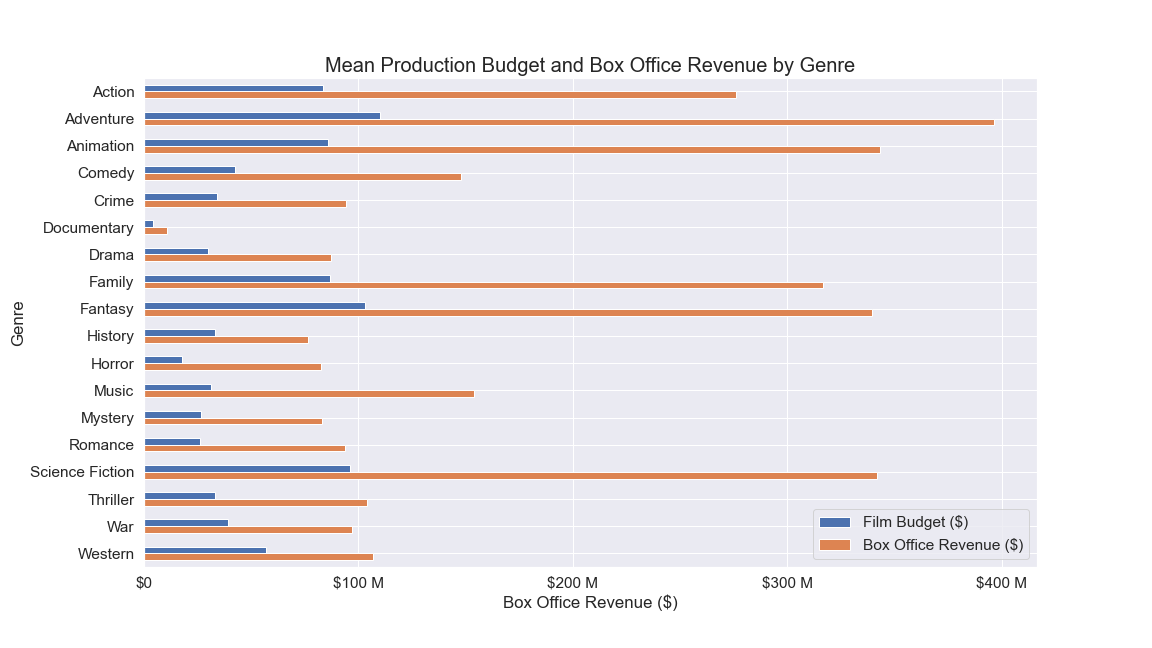 Mean Production Budget and Box Office Revenue by Genre
Genre
Action
Adventure
Animation
Comedy
Crime
Documentary
Drama
Family
Fantasy
History
Horror
Music
Mystery
Romance
Science Fiction
Thriller
War
Western
Film Budget ($)
Box Office Revenue ($)
$0 $100 M $200 M $300 M $400 M
Box Office Revenue ($)